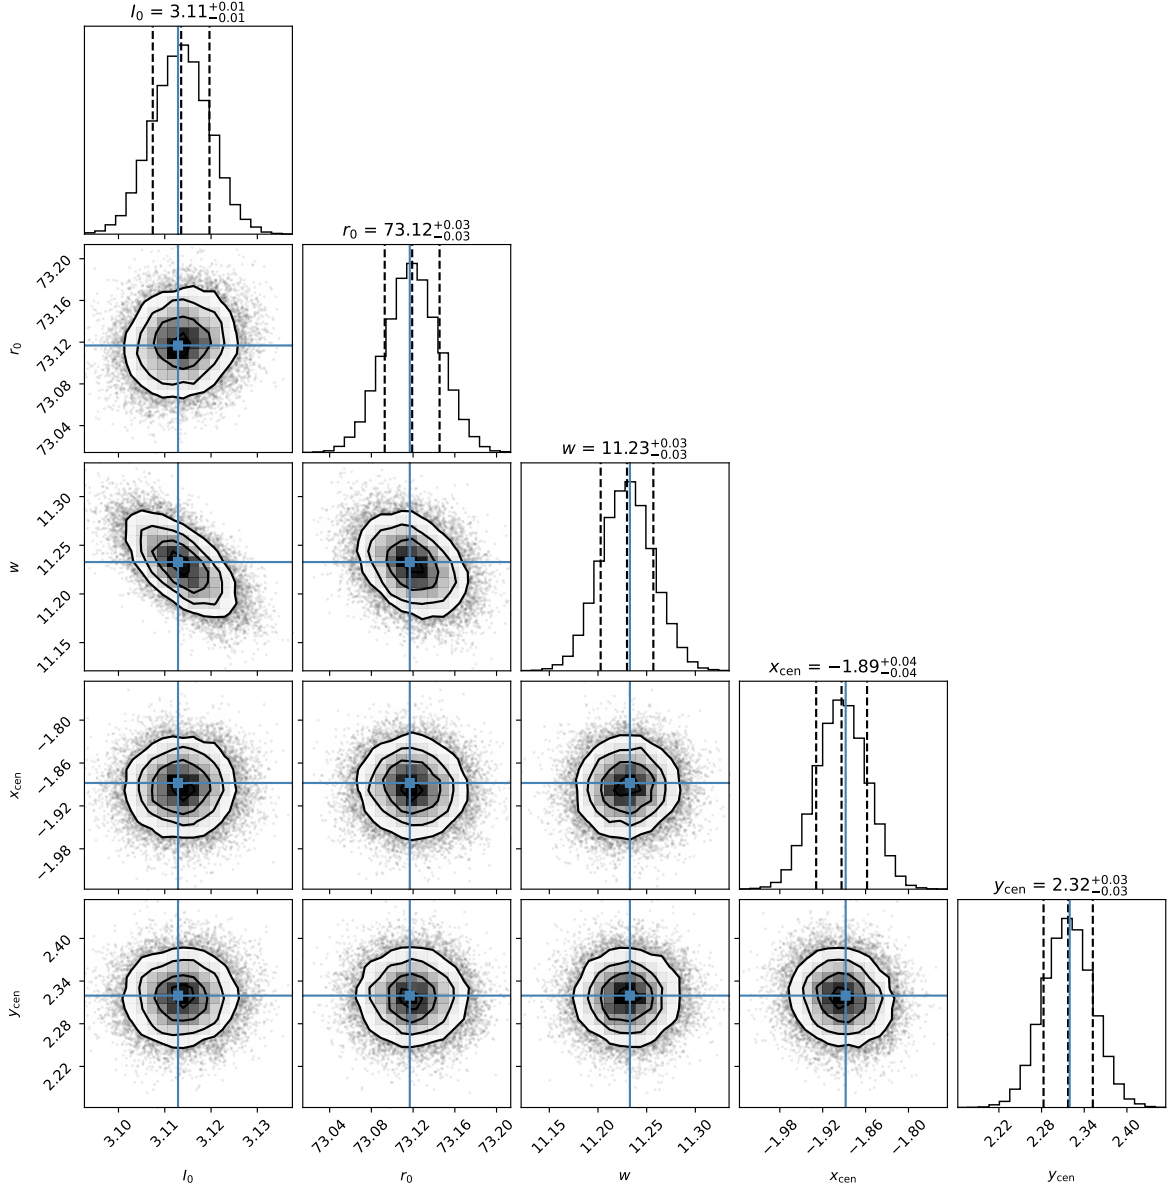 I₀ = 3.11⁺⁰·⁰¹₋₀.₀₁
r₀ = 73.12⁺⁰·⁰³₋₀.₀₃
73.20
73.16
73.12
73.08
73.04
r₀
w = 11.23⁺⁰·⁰³₋₀.₀₃
11.30
11.25
11.20
11.15
w
x_cen = −1.89⁺⁰·⁰⁴₋₀.₀₄
−1.80
−1.86
−1.92
−1.98
x_cen
y_cen = 2.32⁺⁰·⁰³₋₀.₀₃
2.40
2.34
2.28
2.22
y_cen
3.10 3.11 3.12 3.13 73.04 73.08 73.12 73.16 73.20 11.15 11.20 11.25 11.30 −1.98 −1.92 −1.86 −1.80 2.22 2.28 2.34 2.40
I₀ r₀ w x_cen y_cen